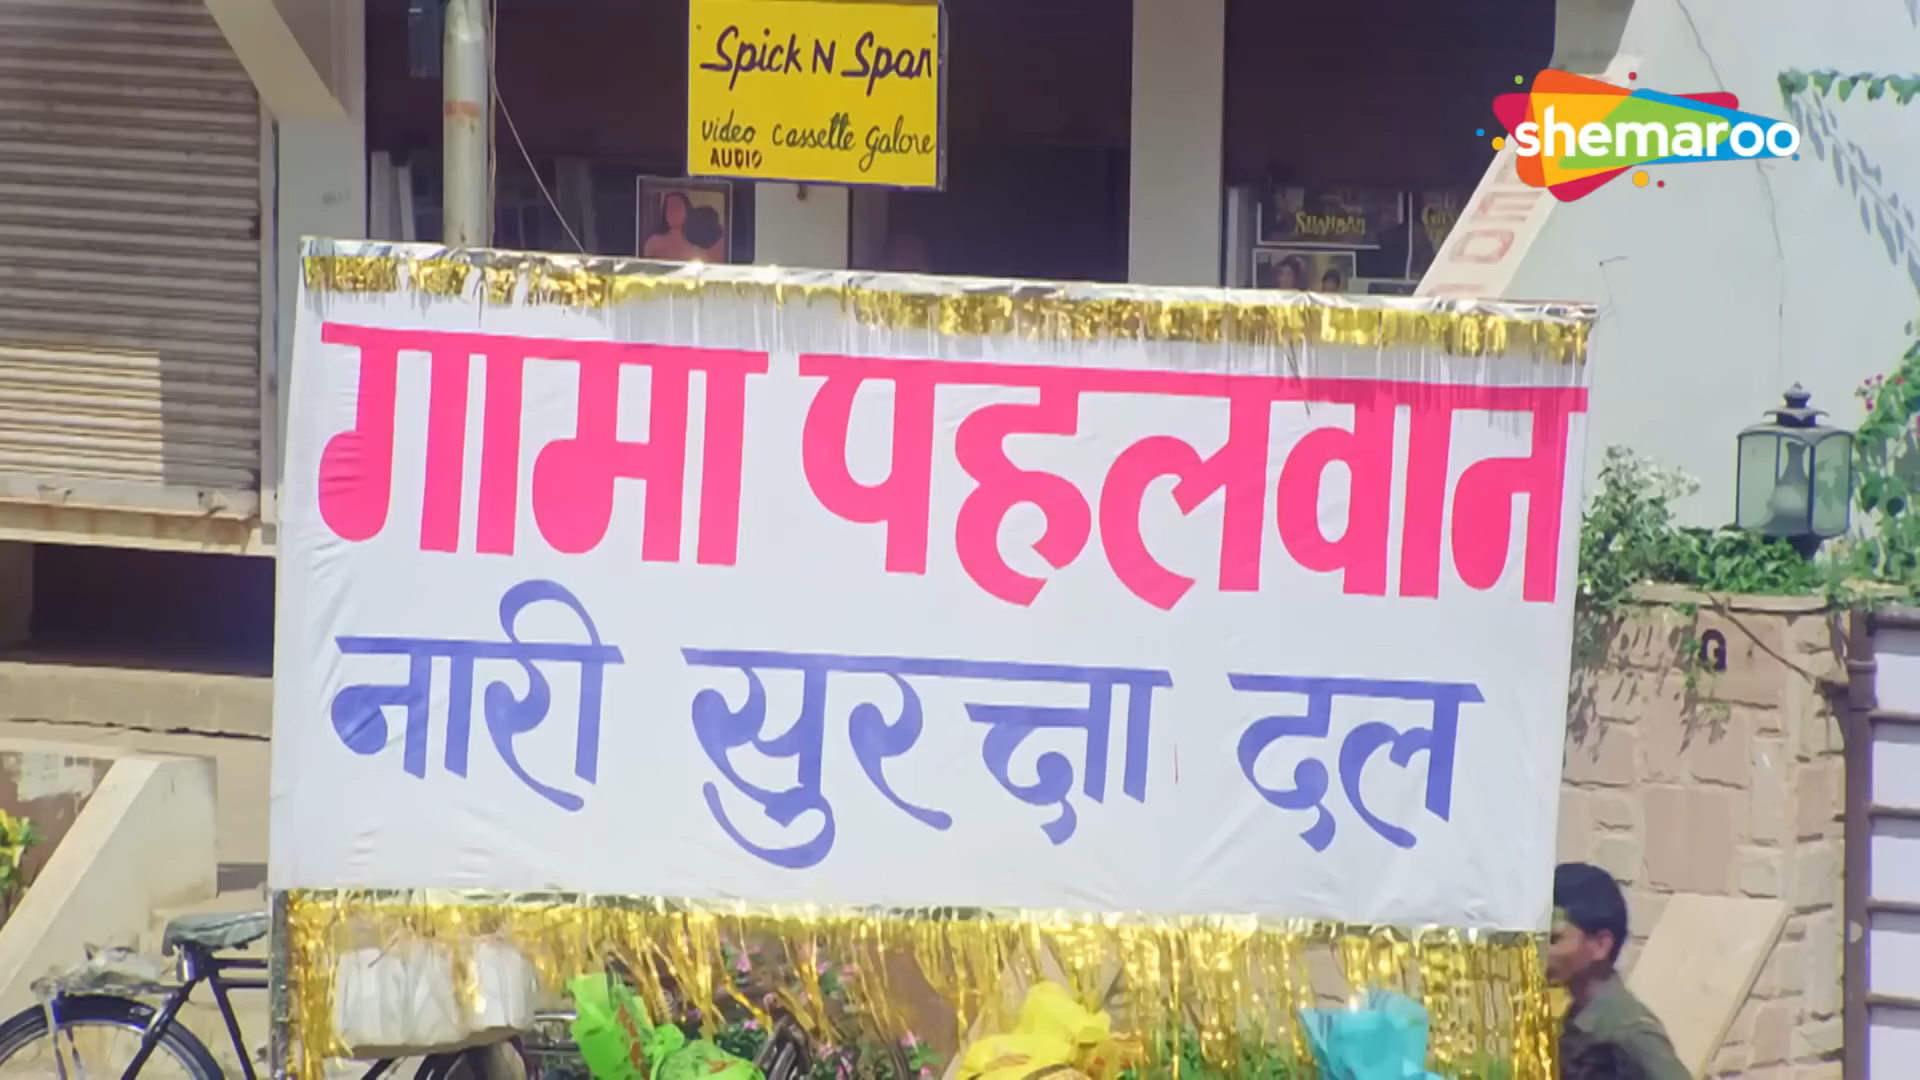 Spick N Span
video cassette galore
AUDIO
shemaroo
गामा पहलवान
नारी सुरक्षा दल
G